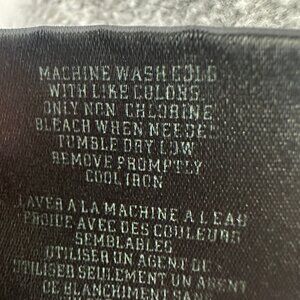 MACHINE WASH COLD
WITH LIKE COLORS.
ONLY NON CHLORINE
BLEACH WHEN NEEDED.
TUMBLE DRY LOW
REMOVE PROMPTLY
COOL IRON
LAVER A LA MACHINE A L'EAU
FROIDE AVEC DES COULEURS
SEMBLABLES
UTILISER UN AGENT DE
UTILISER SEULEMENT UN AGENT
DE BLANCHIMENT SANS